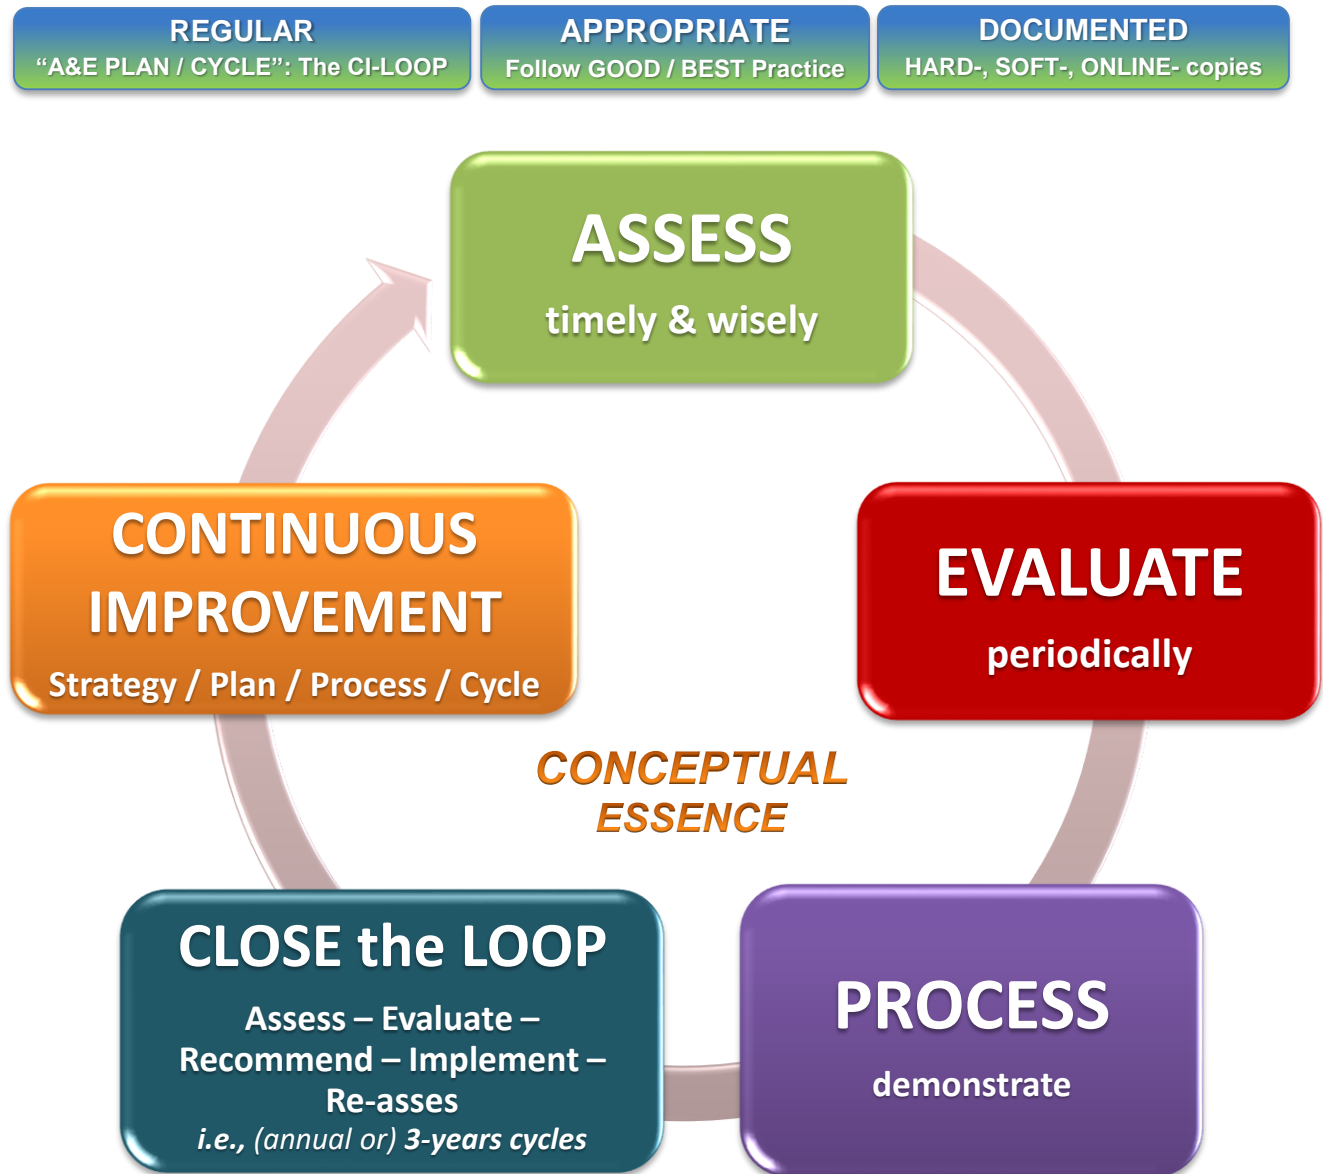 REGULAR
“A&E PLAN / CYCLE”: The CI-LOOP
APPROPRIATE
Follow GOOD / BEST Practice
DOCUMENTED
HARD-, SOFT-, ONLINE- copies
ASSESS
timely & wisely
EVALUATE
periodically
PROCESS
demonstrate
CLOSE the LOOP
Assess – Evaluate –
Recommend – Implement –
Re-asses
i.e., (annual or) 3-years cycles
CONTINUOUS
IMPROVEMENT
Strategy / Plan / Process / Cycle
CONCEPTUAL
ESSENCE